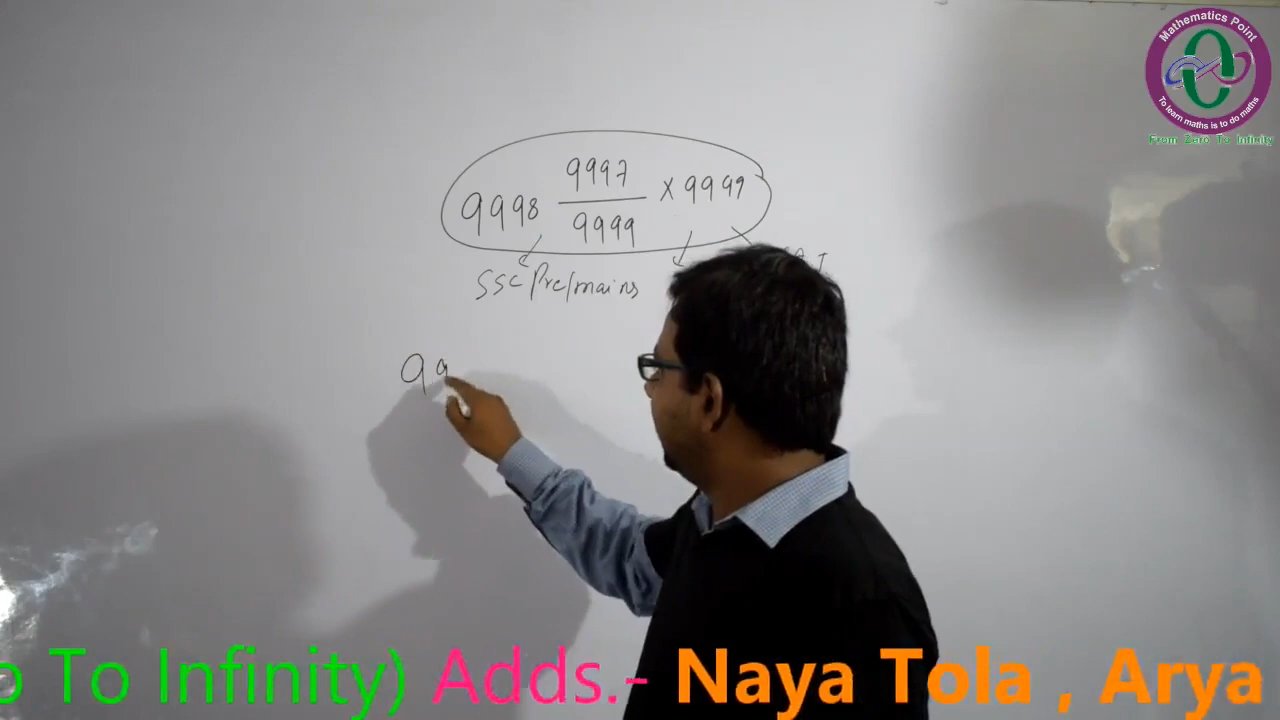 Mathematics Point
To learn maths is to do maths
From Zero To Infinity
9998 9997/9999 × 9999
SSC Pre/mains
99
o To Infinity) Adds.- Naya Tola , Arya